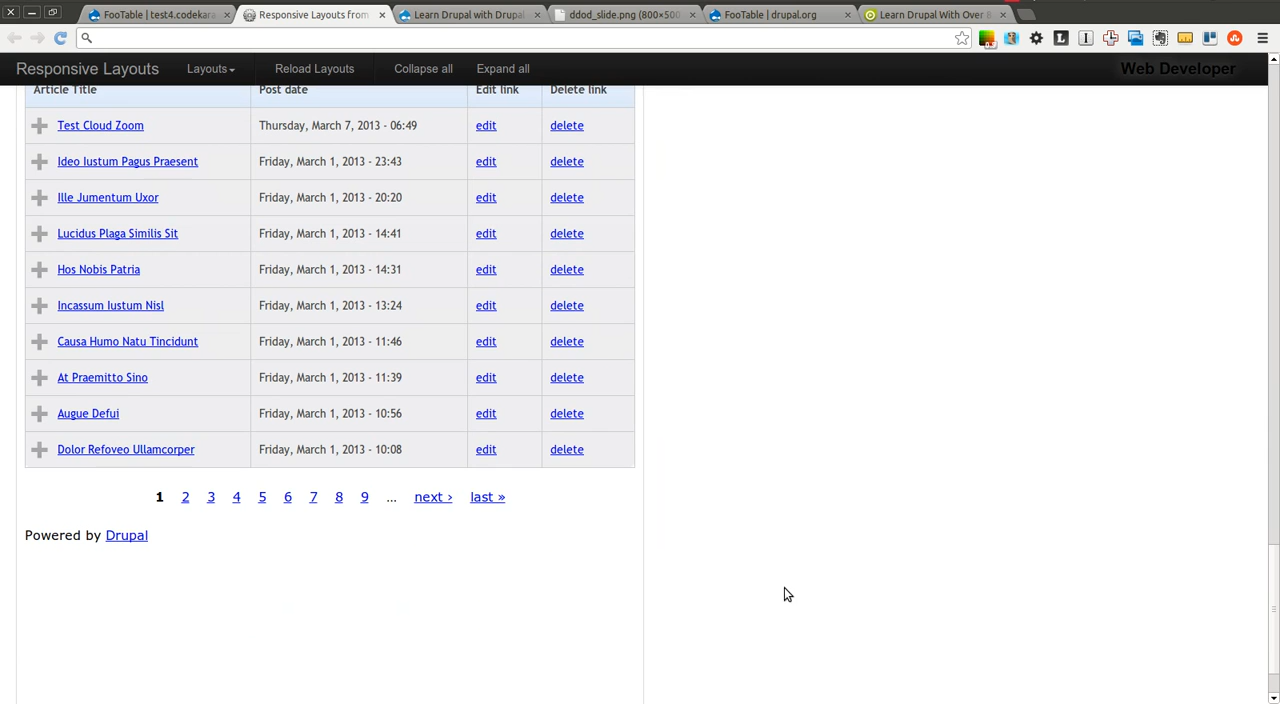 FooTable | test4.codekara
Responsive Layouts from
Learn Drupal with Drupal
ddod_slide.png (800×500
FooTable | drupal.org
Learn Drupal With Over
Responsive Layouts
Layouts
Reload Layouts
Collapse all
Expand all
Web Developer
Article Title Post date Edit link Delete link
Test Cloud Zoom Thursday, March 7, 2013 - 06:49 edit delete
Ideo Iustum Pagus Praesent Friday, March 1, 2013 - 23:43 edit delete
Ille Jumentum Uxor Friday, March 1, 2013 - 20:20 edit delete
Lucidus Plaga Similis Sit Friday, March 1, 2013 - 14:41 edit delete
Hos Nobis Patria Friday, March 1, 2013 - 14:31 edit delete
Incassum Iustum Nisl Friday, March 1, 2013 - 13:24 edit delete
Causa Humo Natu Tincidunt Friday, March 1, 2013 - 11:46 edit delete
At Praemitto Sino Friday, March 1, 2013 - 11:39 edit delete
Augue Defui Friday, March 1, 2013 - 10:56 edit delete
Dolor Refoveo Ullamcorper Friday, March 1, 2013 - 10:08 edit delete
1 2 3 4 5 6 7 8 9 … next › last »
Powered by Drupal